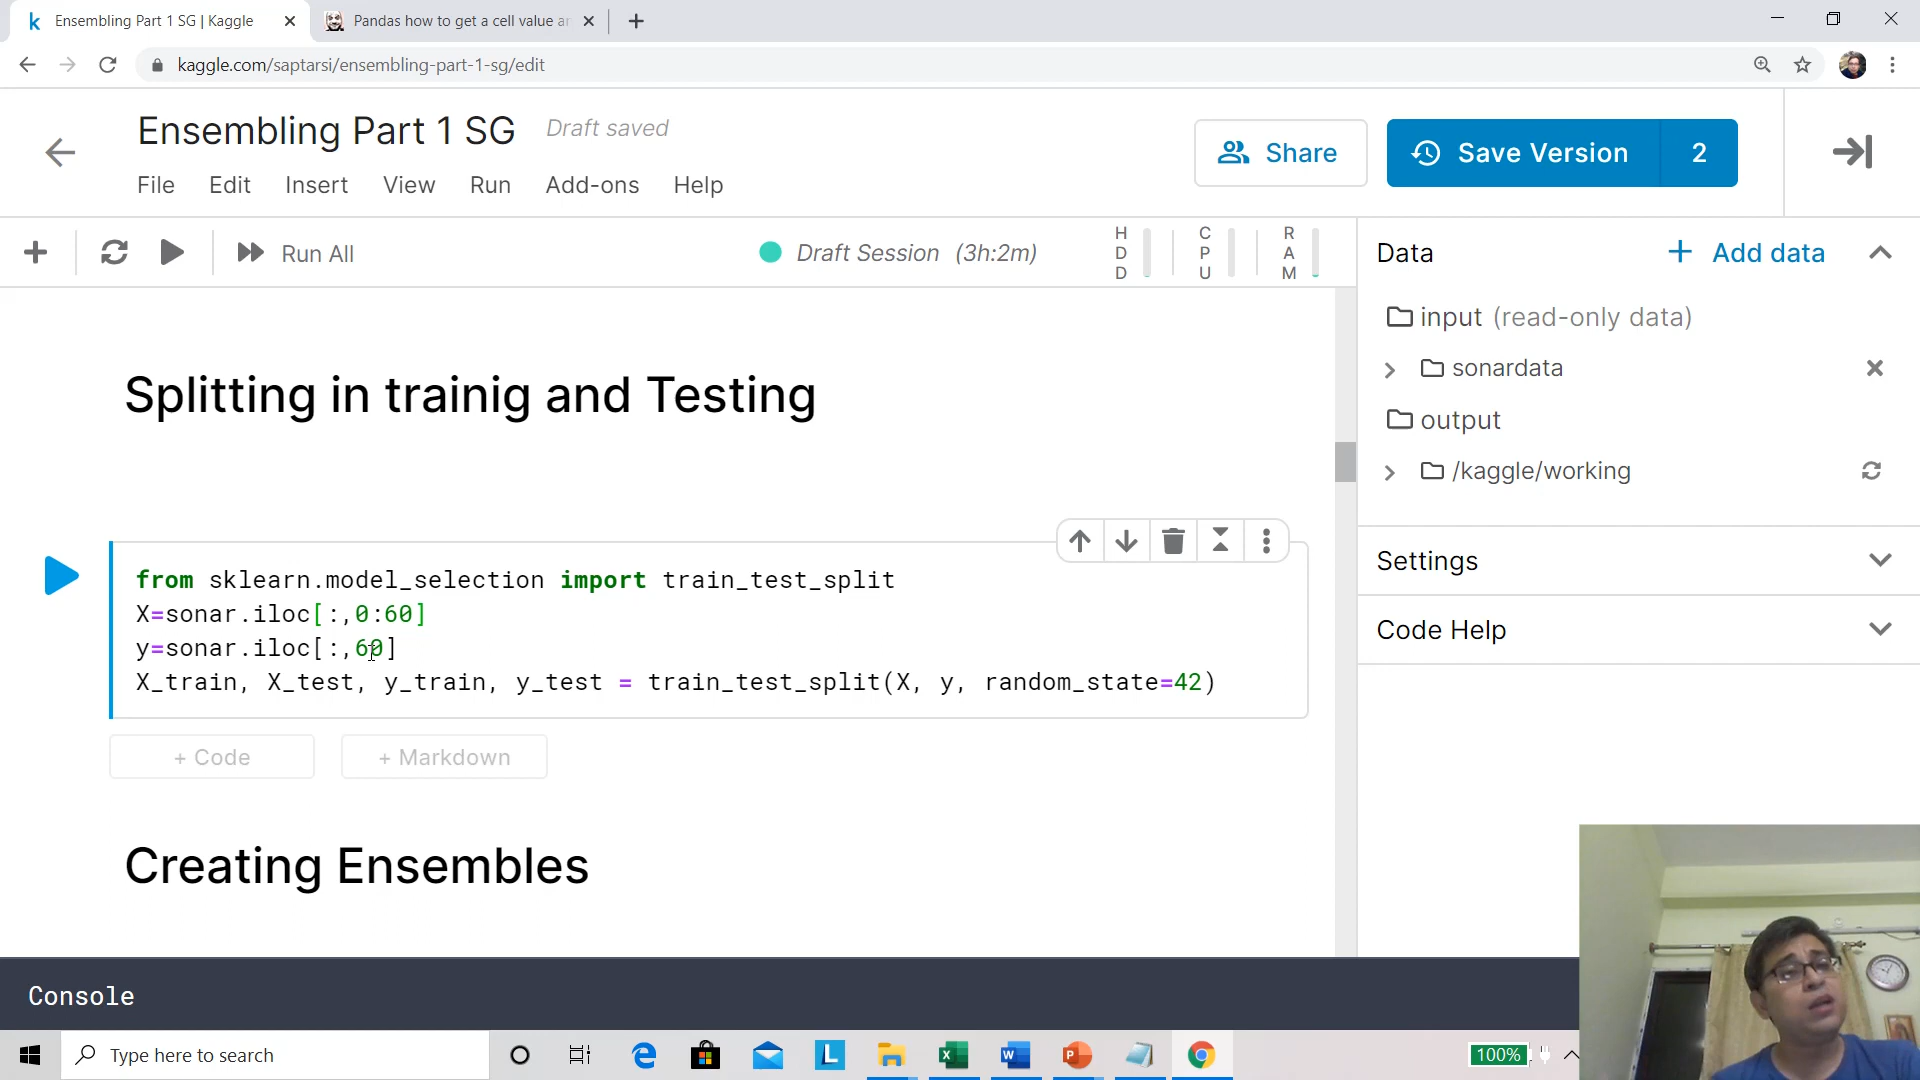 Ensembling Part 1 SG | Kaggle
Pandas how to get a cell value an
kaggle.com/saptarsi/ensembling-part-1-sg/edit
Ensembling Part 1 SG
Draft saved
File Edit Insert View Run Add-ons Help
Share
Save Version 2
Run All
Draft Session (3h:2m)
HDD
CPU
RAM
Data
Add data
input (read-only data)
sonardata
output
/kaggle/working
Settings
Code Help
Splitting in trainig and Testing
from sklearn.model_selection import train_test_split
X=sonar.iloc[:,0:60]
y=sonar.iloc[:,60]
X_train, X_test, y_train, y_test = train_test_split(X, y, random_state=42)
+ Code
+ Markdown
Creating Ensembles
Console
Type here to search
100%